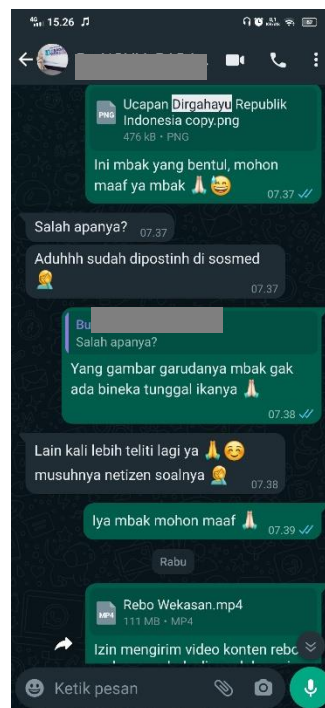 4G
15.26
Ucapan Dirgahayu Republik
Indonesia copy.png
PNG
476 kB • PNG
Ini mbak yang bentul, mohon
maaf ya mbak 🙏😅
07.37
Salah apanya? 07.37
Aduhhh sudah dipostinh di sosmed
🤦
07.37
Bu
Salah apanya?
Yang gambar garudanya mbak gak
ada bineka tunggal ikanya 🙏
07.38
Lain kali lebih teliti lagi ya 🙏☺️
musuhnya netizen soalnya 🤦
07.38
Iya mbak mohon maaf 🙏 07.39
Rabu
Rebo Wekasan.mp4
MP4
111 MB • MP4
Izin mengirim video konten rebo
Ketik pesan